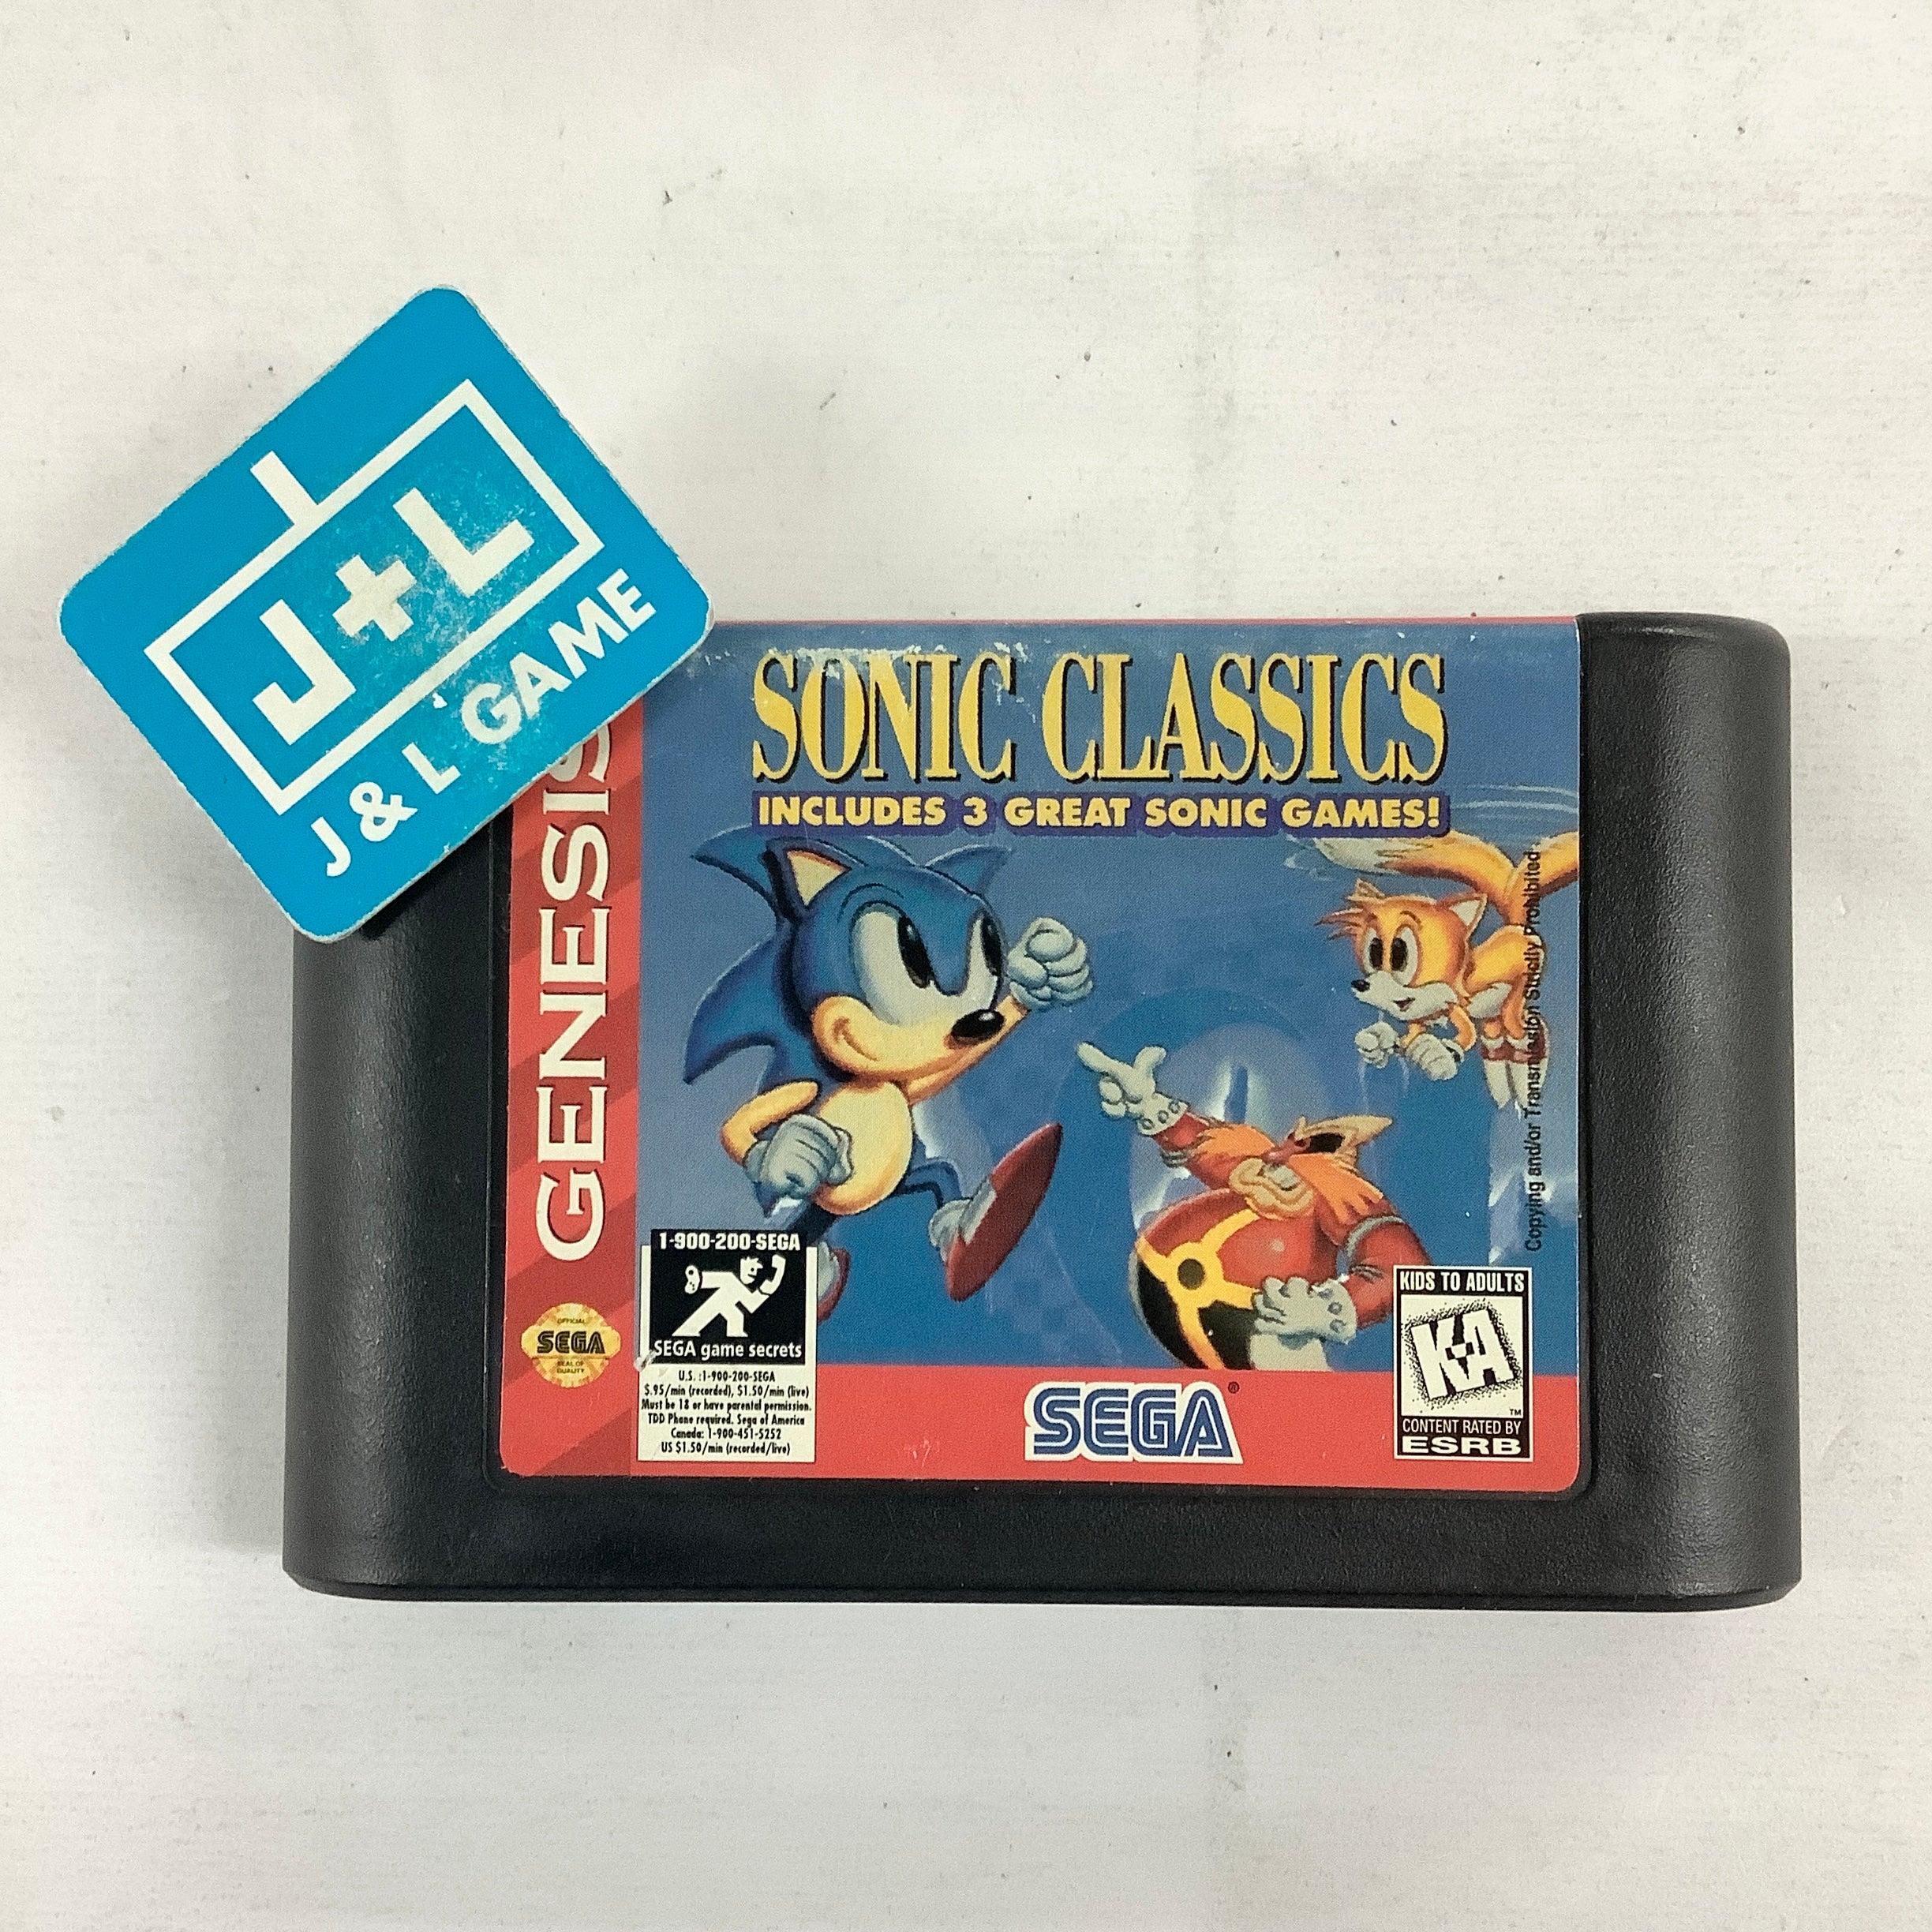 J+L
J & L GAME
GENESIS
SONIC CLASSICS
INCLUDES 3 GREAT SONIC GAMES!
Copying and/or Transmission Strictly Prohibited
1-900-200-SEGA
SEGA game secrets
U.S. :1-900-200-SEGA
$.95/min (recorded), $1.50/min (live)
Must be 18 or have parental permission.
TDD Phone required. Sega of America
Canada: 1-900-451-5252
US $1.50/min (recorded/live)
OFFICIAL
SEGA
SEAL OF
QUALITY
SEGA®
KIDS TO ADULTS
K-A
TM
CONTENT RATED BY
ESRB